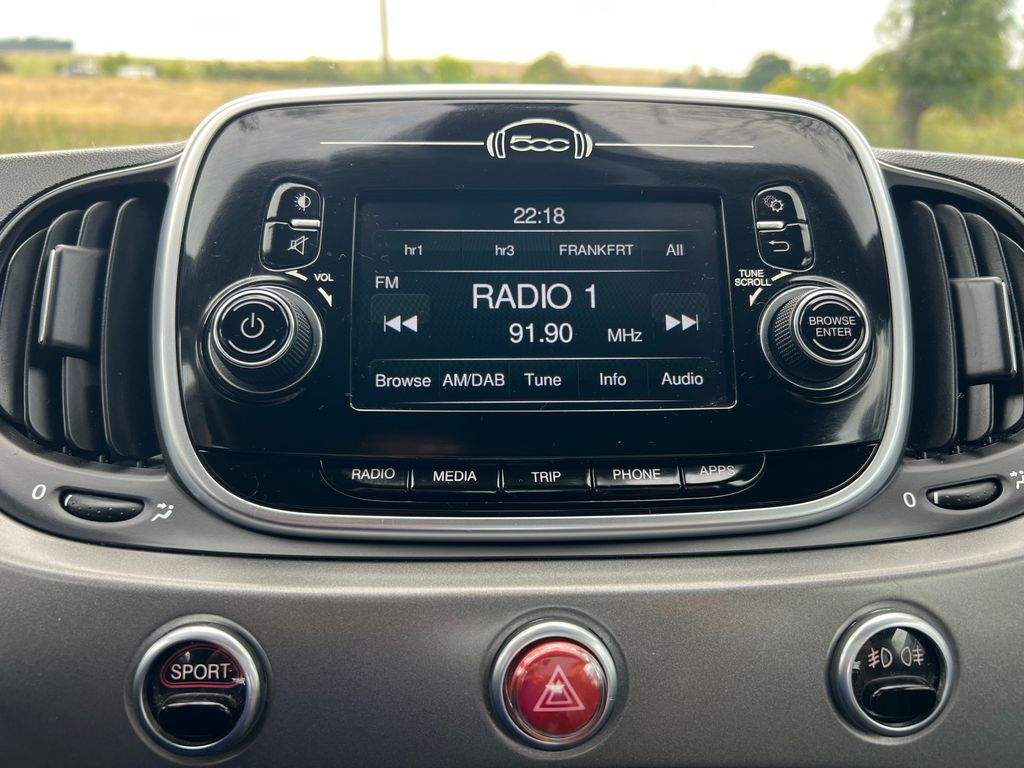 500
22:18
hr1 hr3 FRANKFRT All
VOL
FM
RADIO 1
TUNE
SCROLL
91.90 MHz
BROWSE
ENTER
Browse AM/DAB Tune Info Audio
RADIO MEDIA TRIP PHONE APPS
0 0
SPORT